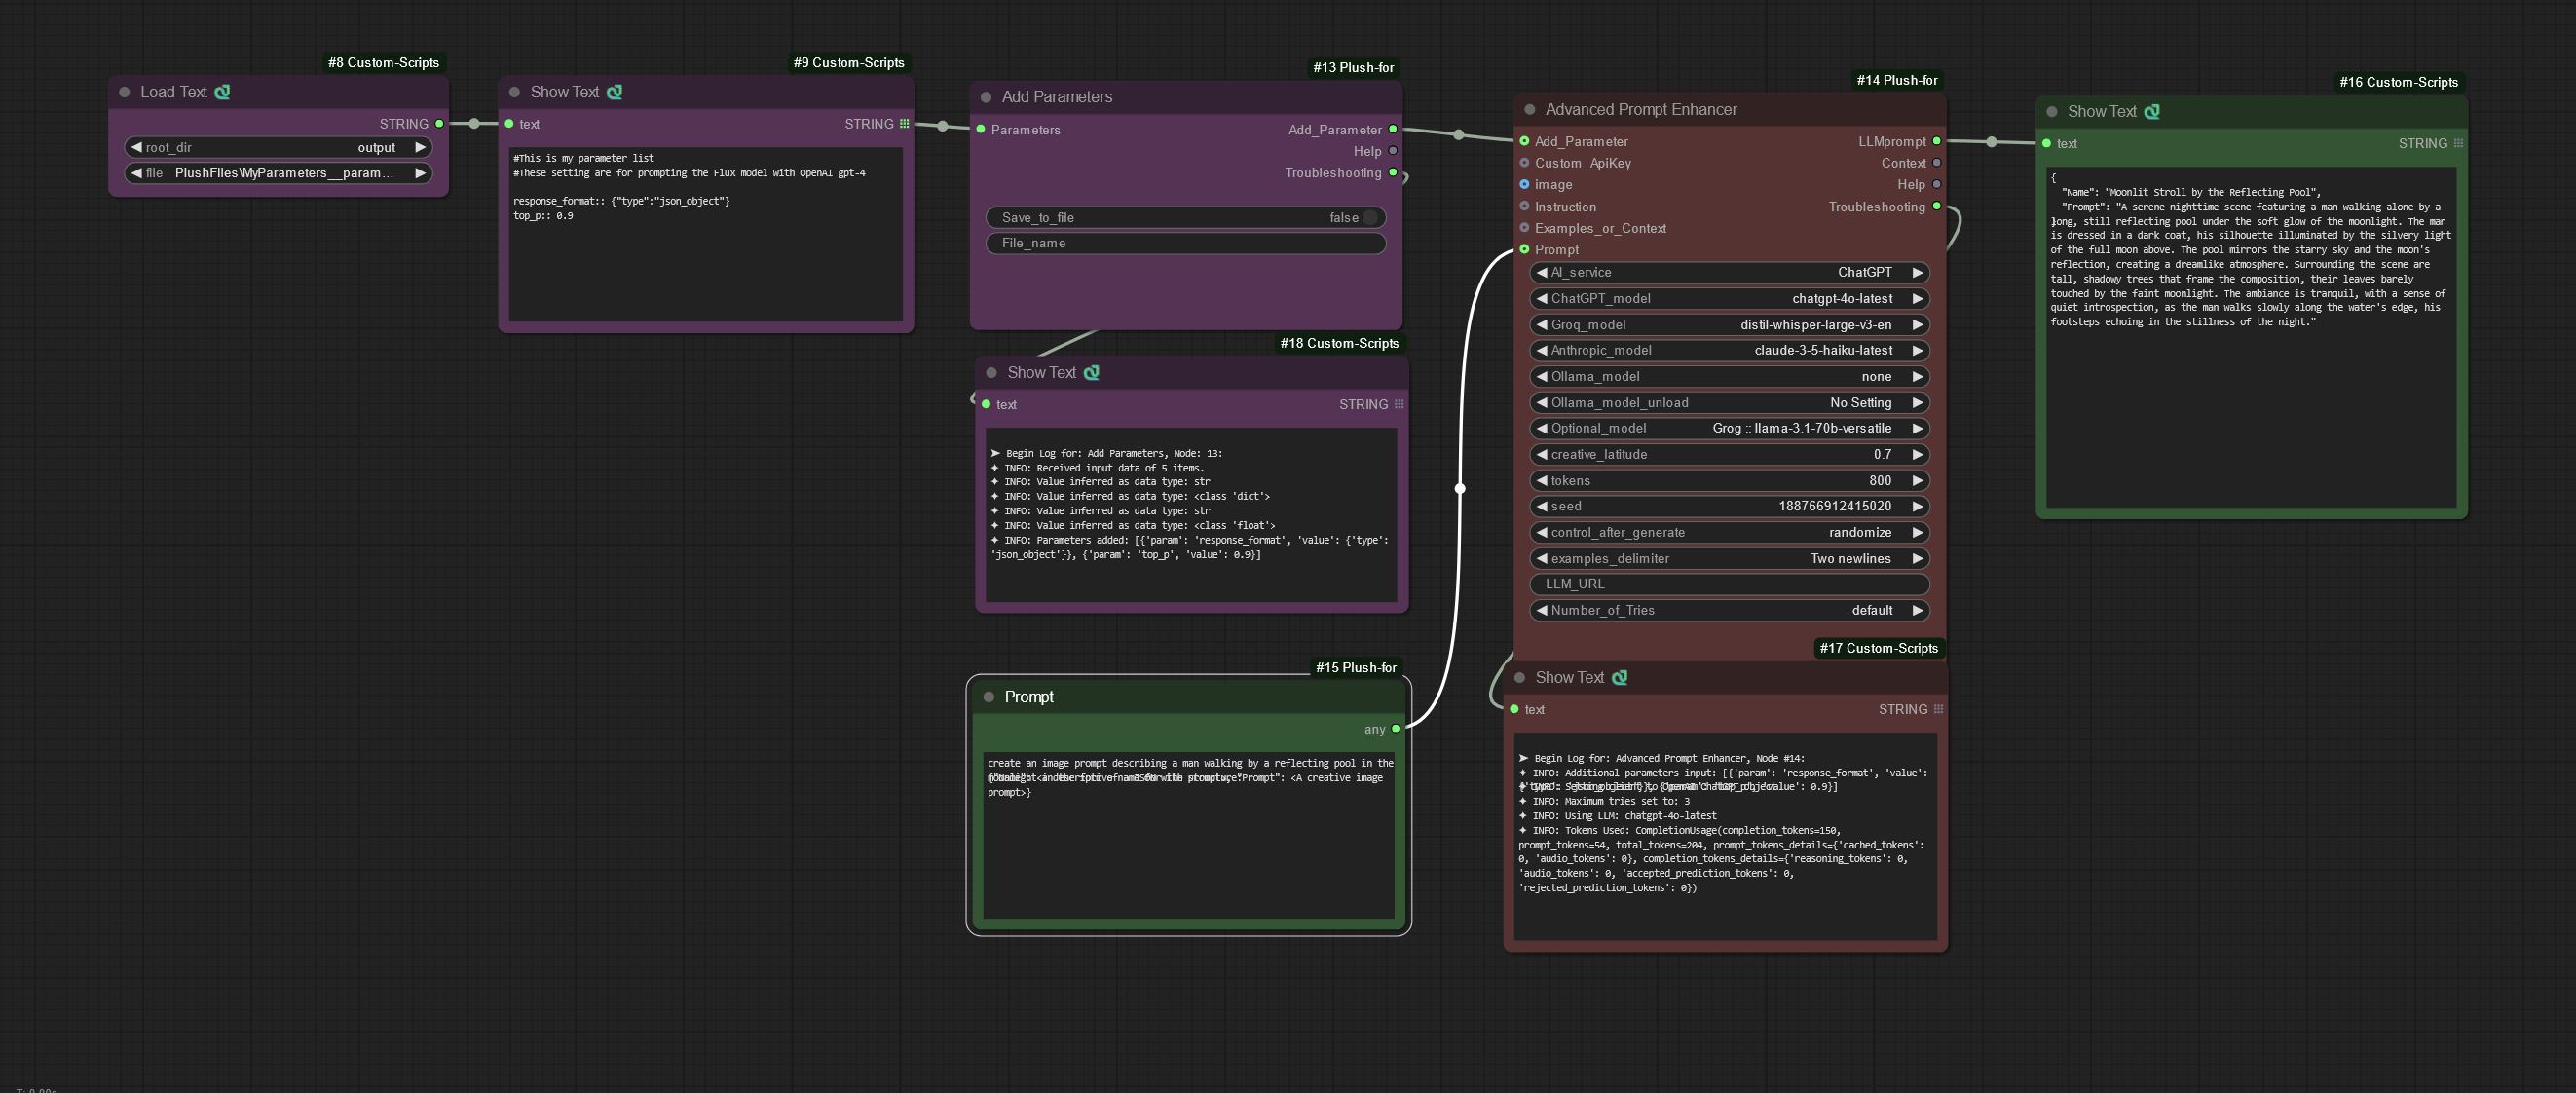 #8 Custom-Scripts
Load Text
STRING
root_dir output
file PlushFiles\MyParameters__param...
#9 Custom-Scripts
Show Text
text STRING
#This is my parameter list
#These setting are for prompting the Flux model with OpenAI gpt-4
response_format:: {"type":"json_object"}
top_p:: 0.9
#13 Plush-for
Add Parameters
Parameters Add_Parameter
Help
Troubleshooting
Save_to_file false
File_name
#18 Custom-Scripts
Show Text
text STRING
➤ Begin Log for: Add Parameters, Node: 13:
✦ INFO: Received input data of 5 items.
✦ INFO: Value inferred as data type: str
✦ INFO: Value inferred as data type: <class 'dict'>
✦ INFO: Value inferred as data type: str
✦ INFO: Value inferred as data type: <class 'float'>
✦ INFO: Parameters added: [{'param': 'response_format', 'value': {'type':
'json_object'}}, {'param': 'top_p', 'value': 0.9}]
#15 Plush-for
Prompt
any
create an image prompt describing a man walking by a reflecting pool in the
"Prompt": <A creative image
prompt>}
#14 Plush-for
Advanced Prompt Enhancer
Add_Parameter LLMprompt
Custom_ApiKey Context
image Help
Instruction Troubleshooting
Examples_or_Context
Prompt
AI_service ChatGPT
ChatGPT_model chatgpt-4o-latest
Groq_model distil-whisper-large-v3-en
Anthropic_model claude-3-5-haiku-latest
Ollama_model none
Ollama_model_unload No Setting
Optional_model Groq :: llama-3.1-70b-versatile
creative_latitude 0.7
tokens 800
seed 188766912415020
control_after_generate randomize
examples_delimiter Two newlines
LLM_URL
Number_of_Tries default
#17 Custom-Scripts
Show Text
text STRING
➤ Begin Log for: Advanced Prompt Enhancer, Node #14:
✦ INFO: Additional parameters input: [{'param': 'response_format', 'value':
'value': 0.9}]
✦ INFO: Maximum tries set to: 3
✦ INFO: Using LLM: chatgpt-4o-latest
✦ INFO: Tokens Used: CompletionUsage(completion_tokens=150,
prompt_tokens=54, total_tokens=204, prompt_tokens_details={'cached_tokens':
0, 'audio_tokens': 0}, completion_tokens_details={'reasoning_tokens': 0,
'audio_tokens': 0, 'accepted_prediction_tokens': 0,
'rejected_prediction_tokens': 0})
#16 Custom-Scripts
Show Text
text STRING
{
"Name": "Moonlit Stroll by the Reflecting Pool",
"Prompt": "A serene nighttime scene featuring a man walking alone by a
long, still reflecting pool under the soft glow of the moonlight. The man
is dressed in a dark coat, his silhouette illuminated by the silvery light
of the full moon above. The pool mirrors the starry sky and the moon's
reflection, creating a dreamlike atmosphere. Surrounding the scene are
tall, shadowy trees that frame the composition, their leaves barely
touched by the faint moonlight. The ambiance is tranquil, with a sense of
quiet introspection, as the man walks slowly along the water's edge, his
footsteps echoing in the stillness of the night."